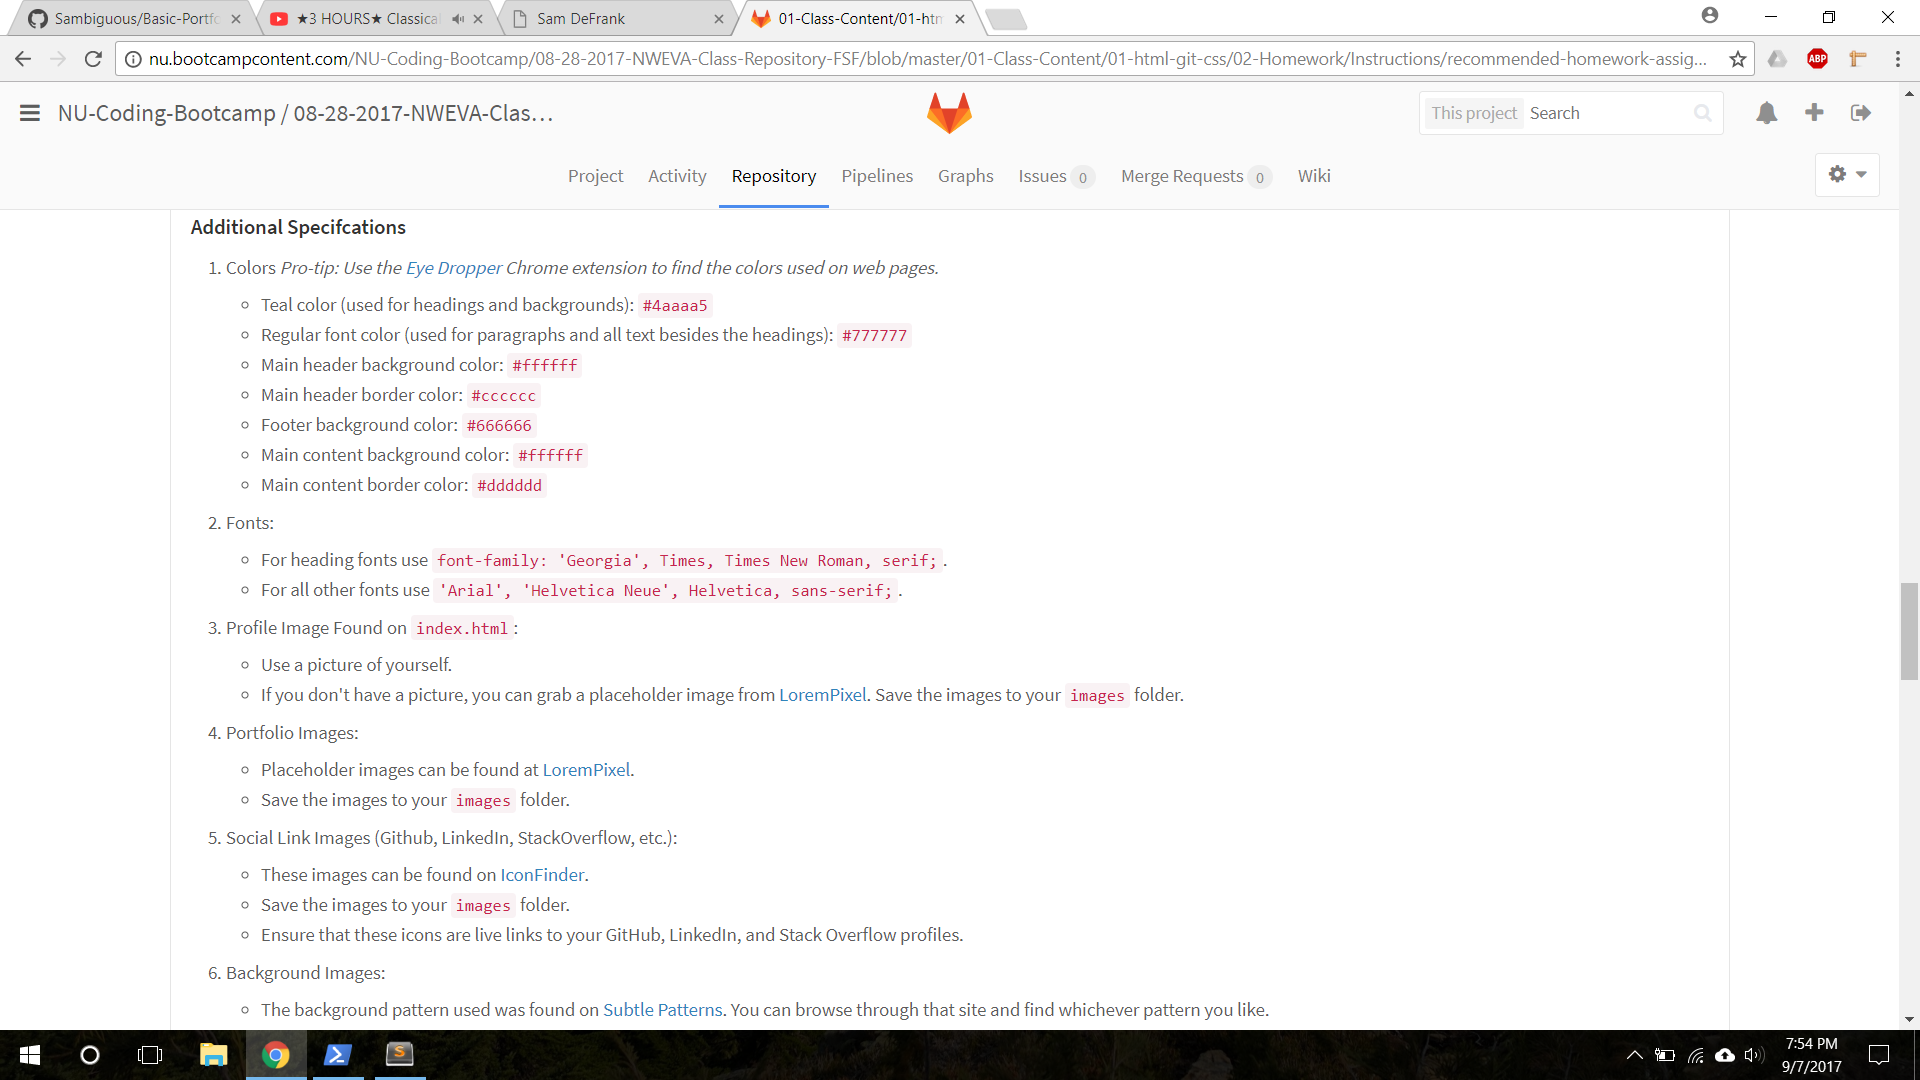 Sambiguous/Basic-Portfo
★3 HOURS★ Classical
Sam DeFrank
01-Class-Content/01-htm
nu.bootcampcontent.com/NU-Coding-Bootcamp/08-28-2017-NWEVA-Class-Repository-FSF/blob/master/01-Class-Content/01-html-git-css/02-Homework/Instructions/recommended-homework-assig...
ABP
NU-Coding-Bootcamp / 08-28-2017-NWEVA-Clas...
This project Search
Project Activity Repository Pipelines Graphs Issues 0 Merge Requests 0 Wiki
Additional Specifcations
1. Colors Pro-tip: Use the Eye Dropper Chrome extension to find the colors used on web pages.
Teal color (used for headings and backgrounds): #4aaaa5
Regular font color (used for paragraphs and all text besides the headings): #777777
Main header background color: #ffffff
Main header border color: #cccccc
Footer background color: #666666
Main content background color: #ffffff
Main content border color: #dddddd
2. Fonts:
For heading fonts use font-family: 'Georgia', Times, Times New Roman, serif;.
For all other fonts use 'Arial', 'Helvetica Neue', Helvetica, sans-serif;.
3. Profile Image Found on index.html:
Use a picture of yourself.
If you don't have a picture, you can grab a placeholder image from LoremPixel. Save the images to your images folder.
4. Portfolio Images:
Placeholder images can be found at LoremPixel.
Save the images to your images folder.
5. Social Link Images (Github, LinkedIn, StackOverflow, etc.):
These images can be found on IconFinder.
Save the images to your images folder.
Ensure that these icons are live links to your GitHub, LinkedIn, and Stack Overflow profiles.
6. Background Images:
The background pattern used was found on Subtle Patterns. You can browse through that site and find whichever pattern you like.
7:54 PM
9/7/2017